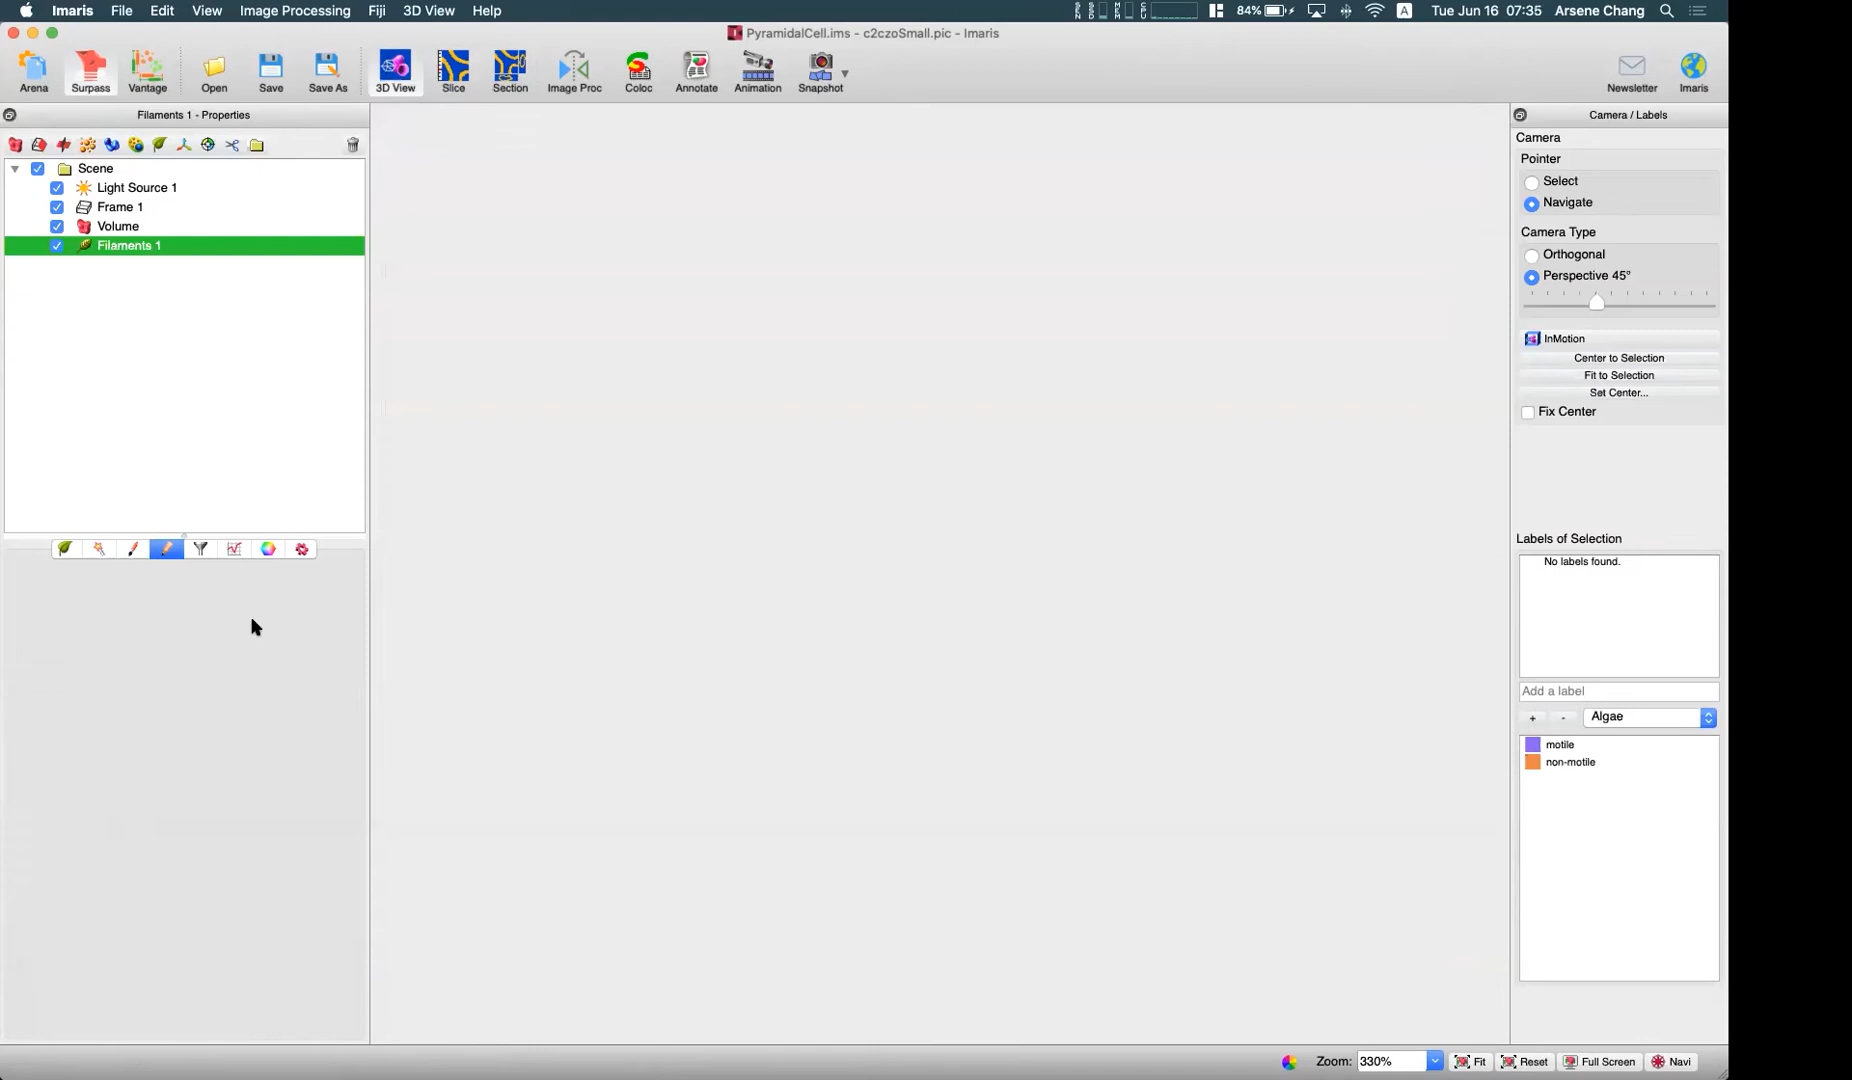 Imaris File Edit View Image Processing Fiji 3D View Help 84% A Tue Jun 16 07:35 Arsene Chang
PyramidalCell.ims - c2czoSmall.pic - Imaris
Arena Surpass Vantage Open Save Save As 3D View Slice Section Image Proc Coloc Annotate Animation Snapshot Newsletter Imaris
Filaments 1 - Properties
Camera / Labels
Scene
Light Source 1
Frame 1
Volume
Filaments 1
Camera
Pointer
Select
Navigate
Camera Type
Orthogonal
Perspective 45°
InMotion
Center to Selection
Fit to Selection
Set Center...
Fix Center
Labels of Selection
No labels found.
Add a label
+ - Algae
motile
non-motile
Zoom: 330% Fit Reset Full Screen Navi